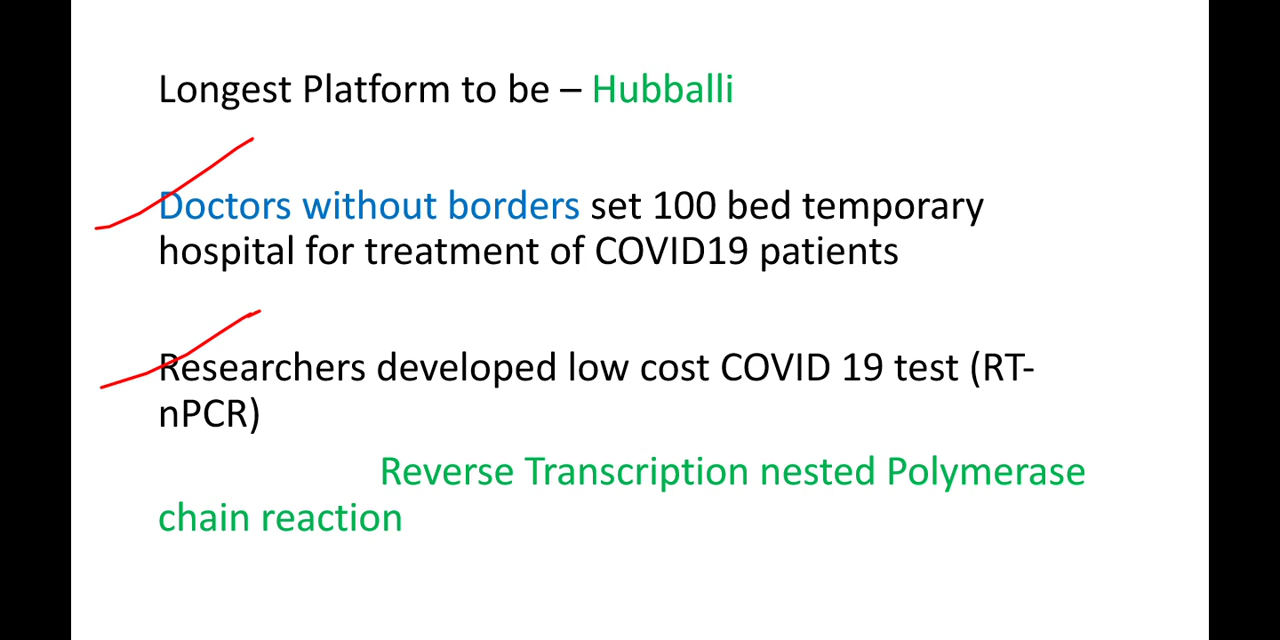 Longest Platform to be – Hubballi
Doctors without borders set 100 bed temporary
hospital for treatment of COVID19 patients
Researchers developed low cost COVID 19 test (RT-
nPCR)
Reverse Transcription nested Polymerase
chain reaction